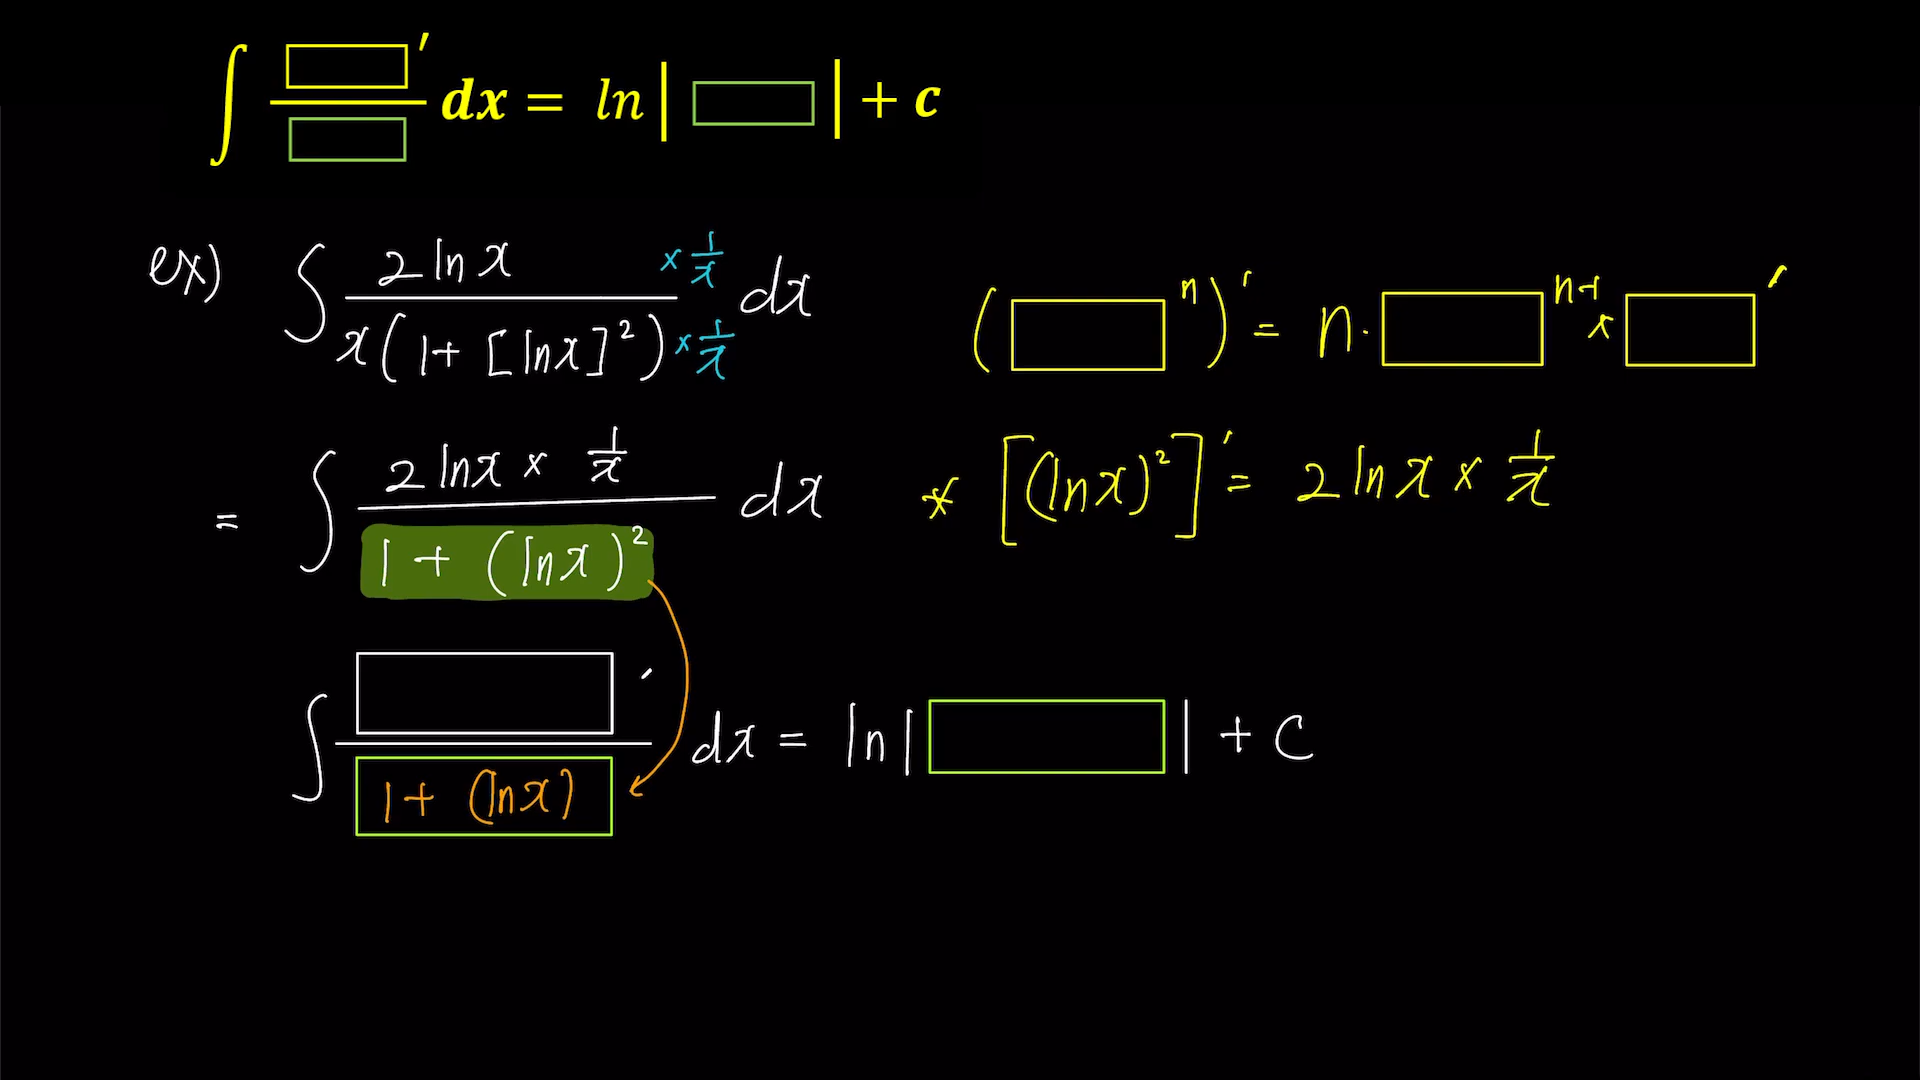 ∫ □′/□ dx = ln|□| + c
ex) ∫ 2 ln x × 1/x / x(1+ [ln x]²) × 1/x dx
(□ⁿ)′ = n·□ⁿ⁻¹ × □′
= ∫ 2 ln x × 1/x / 1 + (ln x)² dx
* [(ln x)²]′ = 2 ln x × 1/x
∫ □′ / 1+ (ln x) dx = ln|□| + C